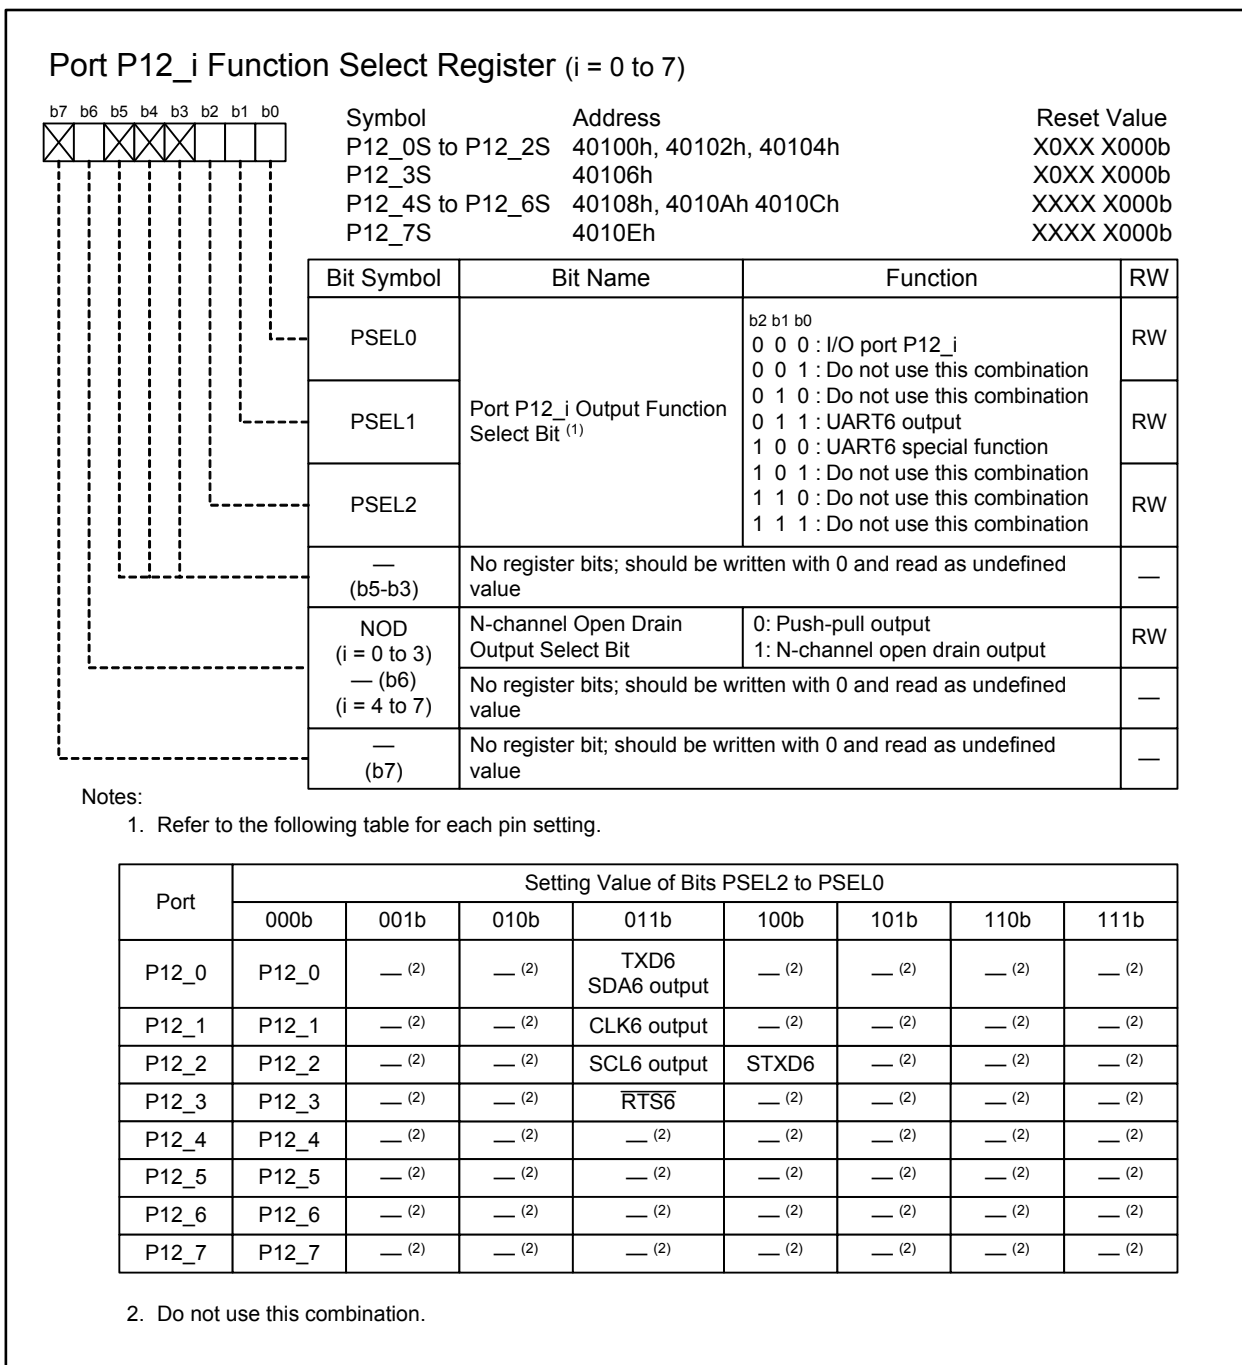 Port P12_i Function Select Register (i = 0 to 7)
b7 b6 b5 b4 b3 b2 b1 b0
Symbol Address Reset Value
P12_0S to P12_2S 40100h, 40102h, 40104h X0XX X000b
P12_3S 40106h X0XX X000b
P12_4S to P12_6S 40108h, 4010Ah 4010Ch XXXX X000b
P12_7S 4010Eh XXXX X000b
Bit Symbol Bit Name Function RW
PSEL0 RW
PSEL1 RW
PSEL2 RW
Port P12_i Output Function
Select Bit (1)
b2 b1 b0
0 0 0 : I/O port P12_i
0 0 1 : Do not use this combination
0 1 0 : Do not use this combination
0 1 1 : UART6 output
1 0 0 : UART6 special function
1 0 1 : Do not use this combination
1 1 0 : Do not use this combination
1 1 1 : Do not use this combination
—
(b5-b3)
No register bits; should be written with 0 and read as undefined
value
—
NOD
(i = 0 to 3)
— (b6)
(i = 4 to 7)
N-channel Open Drain
Output Select Bit
0: Push-pull output
1: N-channel open drain output
RW
No register bits; should be written with 0 and read as undefined
value
—
—
(b7)
No register bit; should be written with 0 and read as undefined
value
—
Notes:
1. Refer to the following table for each pin setting.
Port
Setting Value of Bits PSEL2 to PSEL0
000b 001b 010b 011b 100b 101b 110b 111b
P12_0 P12_0 — (2) — (2) TXD6 — (2) — (2) — (2) — (2)
SDA6 output
P12_1 P12_1 — (2) — (2) CLK6 output — (2) — (2) — (2) — (2)
P12_2 P12_2 — (2) — (2) SCL6 output STXD6 — (2) — (2) — (2)
P12_3 P12_3 — (2) — (2) RTS6 — (2) — (2) — (2) — (2)
P12_4 P12_4 — (2) — (2) — (2) — (2) — (2) — (2) — (2)
P12_5 P12_5 — (2) — (2) — (2) — (2) — (2) — (2) — (2)
P12_6 P12_6 — (2) — (2) — (2) — (2) — (2) — (2) — (2)
P12_7 P12_7 — (2) — (2) — (2) — (2) — (2) — (2) — (2)
2. Do not use this combination.